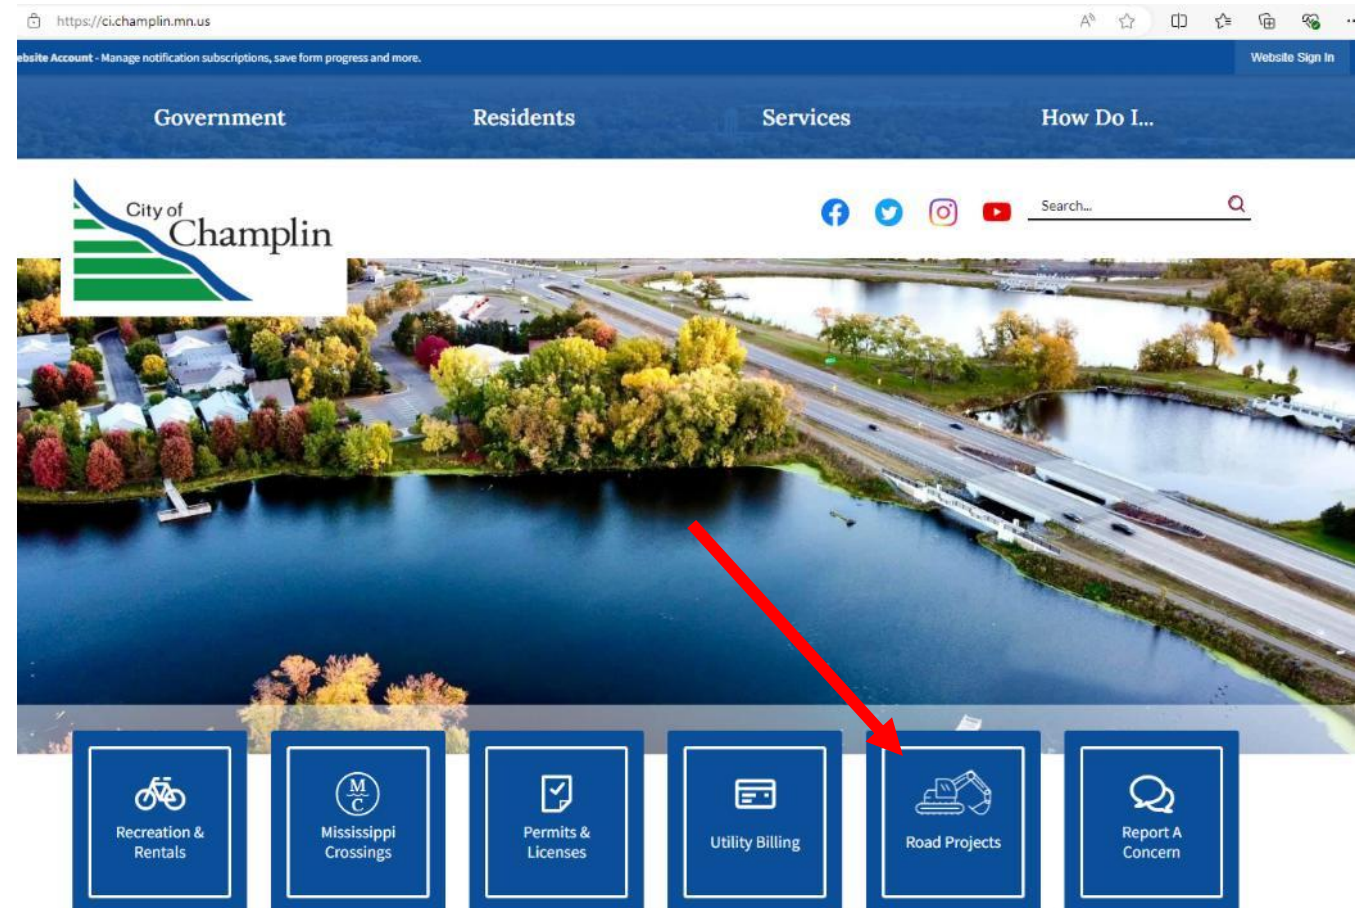 https://ci.champlin.mn.us
ebsite Account - Manage notification subscriptions, save form progress and more.
Website Sign In
Government
Residents
Services
How Do I...
City of
Champlin
Search...
Recreation &
Rentals
M
C
Mississippi
Crossings
Permits &
Licenses
Utility Billing
Road Projects
Report A
Concern